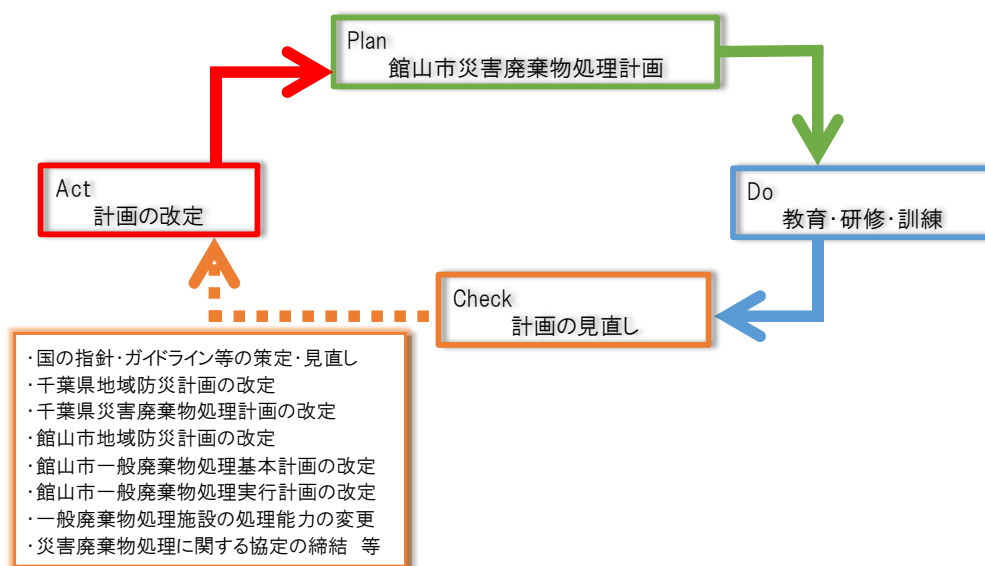 Plan
館山市災害廃棄物処理計画
Act
計画の改定
Do
教育・研修・訓練
Check
計画の見直し
・国の指針・ガイドライン等の策定・見直し
・千葉県地域防災計画の改定
・千葉県災害廃棄物処理計画の改定
・館山市地域防災計画の改定
・館山市一般廃棄物処理基本計画の改定
・館山市一般廃棄物処理実行計画の改定
・一般廃棄物処理施設の処理能力の変更
・災害廃棄物処理に関する協定の締結　等